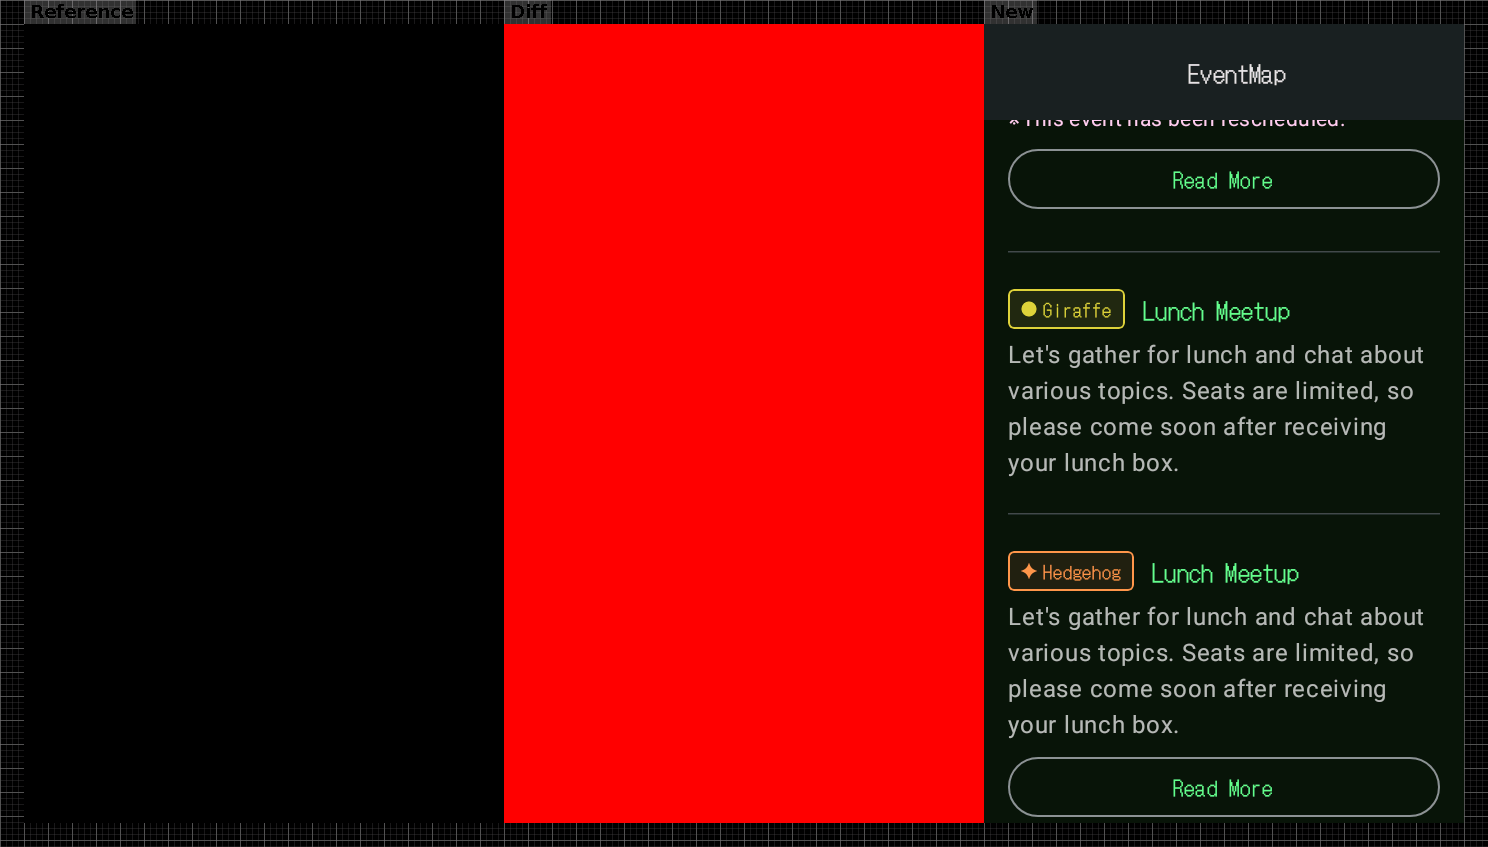 Reference
Diff
New
EventMap
* This event has been rescheduled.
Read More
Giraffe
Lunch Meetup
Let's gather for lunch and chat about
various topics. Seats are limited, so
please come soon after receiving
your lunch box.
Hedgehog
Lunch Meetup
Let's gather for lunch and chat about
various topics. Seats are limited, so
please come soon after receiving
your lunch box.
Read More